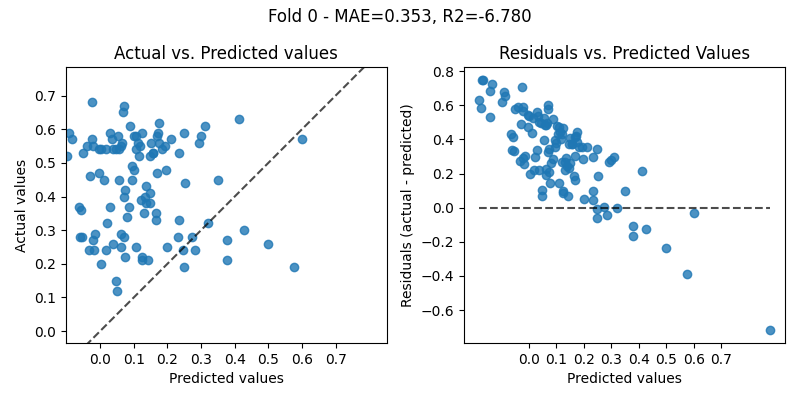 Fold 0 - MAE=0.353, R2=-6.780
Actual vs. Predicted values
Residuals vs. Predicted Values
Actual values
0.7
0.6
0.5
0.4
0.3
0.2
0.1
0.0
0.0 0.1 0.2 0.3 0.4 0.5 0.6 0.7
Predicted values
Residuals (actual - predicted)
0.8
0.6
0.4
0.2
0.0
−0.2
−0.4
−0.6
0.0 0.1 0.2 0.3 0.4 0.5 0.6 0.7
Predicted values